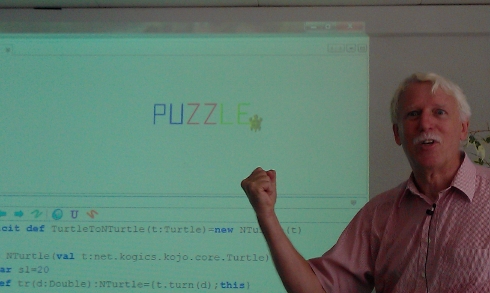 PUZZLE
U
cit def TurtleToNTurtle(t:Turtle)=new NTurtle(t)
NTurtle(val t:net.kogics.kojo.core.Turtle)
ar sl=20
ef tr(d:Double):NTurtle={t.turn(d);this}